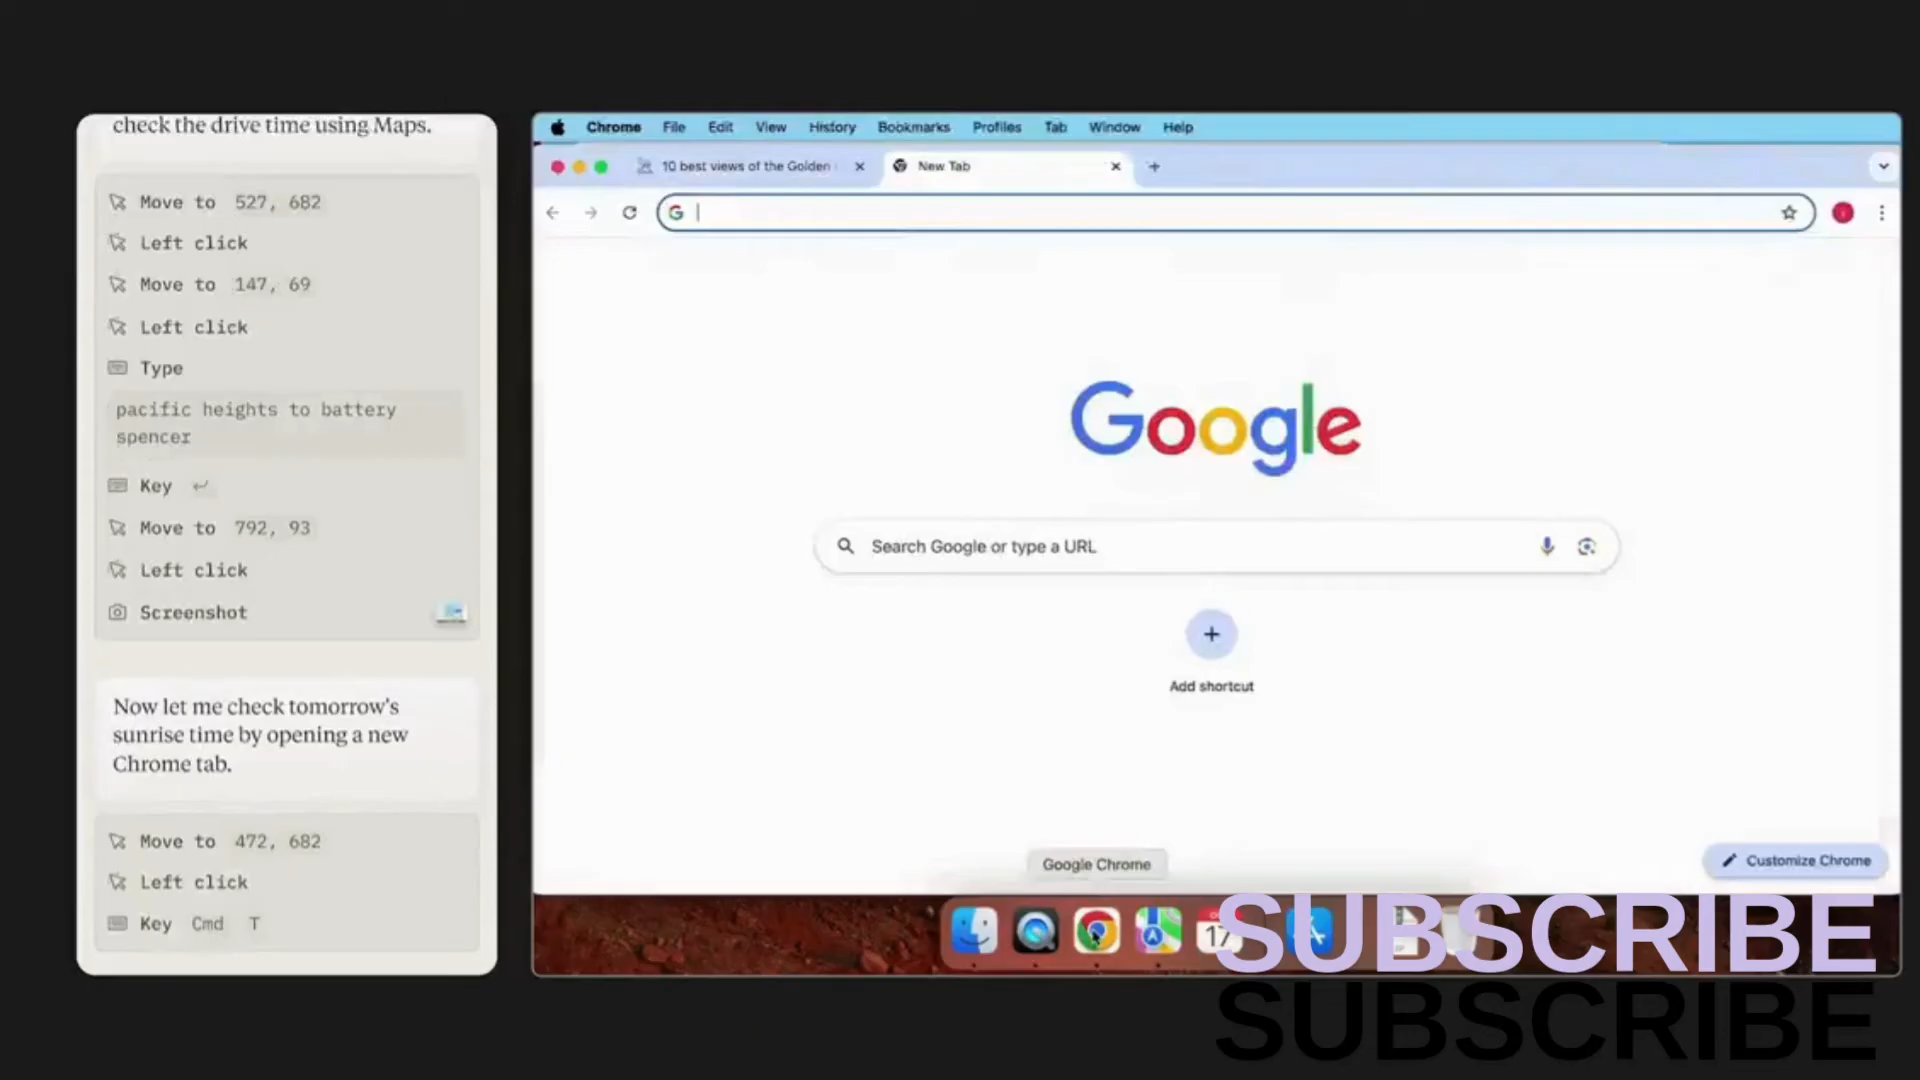 check the drive time using Maps.
Move to 527, 682
Left click
Move to 147, 69
Left click
Type
pacific heights to battery
spencer
Key
Move to 792, 93
Left click
Screenshot
Now let me check tomorrow's
sunrise time by opening a new
Chrome tab.
Move to 472, 682
Left click
Key Cmd T
Chrome File Edit View History Bookmarks Profiles Tab Window Help
10 best views of the Golden
New Tab
Google
Search Google or type a URL
Add shortcut
Google Chrome
Customize Chrome
17
SUBSCRIBE
SUBSCRIBE